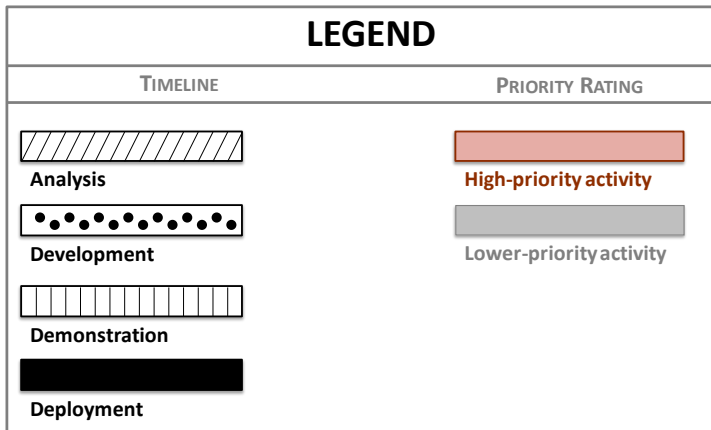 LEGEND
TIMELINE PRIORITY RATING
Analysis High-priority activity
Development Lower-priority activity
Demonstration
Deployment